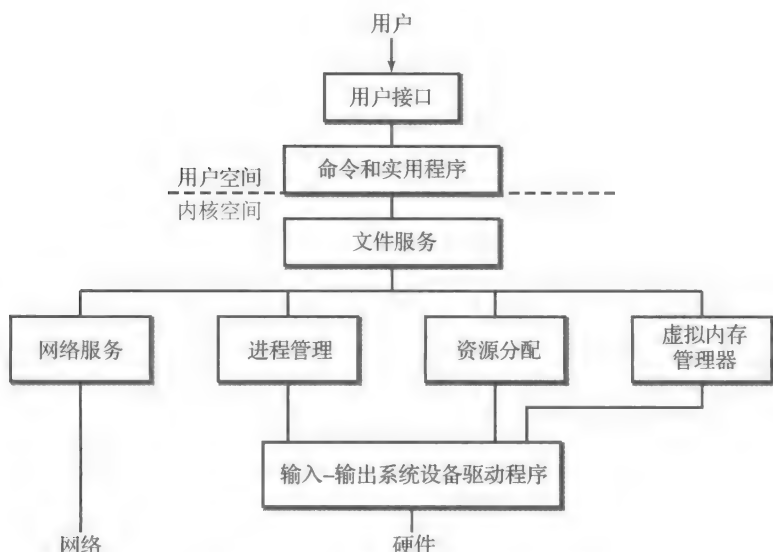 用户
用户接口
命令和实用程序
用户空间
内核空间
文件服务
网络服务
进程管理
资源分配
虚拟内存
管理器
输入-输出系统设备驱动程序
网络
硬件